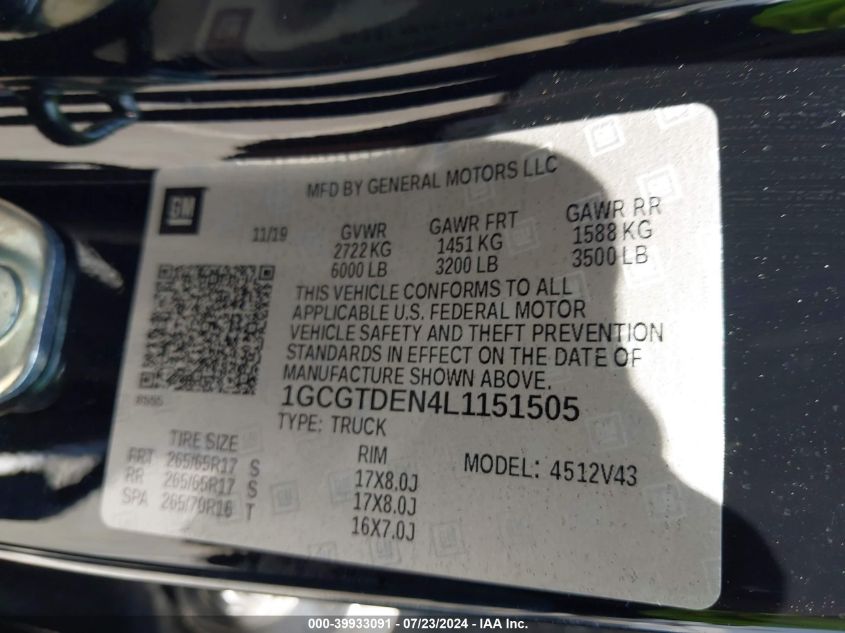 GM
MFD BY GENERAL MOTORS LLC
11/19 GVWR GAWR FRT GAWR RR
2722 KG 1451 KG 1588 KG
6000 LB 3200 LB 3500 LB
THIS VEHICLE CONFORMS TO ALL
APPLICABLE U.S. FEDERAL MOTOR
VEHICLE SAFETY AND THEFT PREVENTION
STANDARDS IN EFFECT ON THE DATE OF
MANUFACTURE SHOWN ABOVE.
1GCGTDEN4L1151505
TYPE: TRUCK
TIRE SIZE RIM MODEL: 4512V43
FRT 265/65R17 S 17X8.0J
RR 265/65R17 S 17X8.0J
SPA 265/70R16 T 16X7.0J
000-39933091 - 07/23/2024 - IAA Inc.